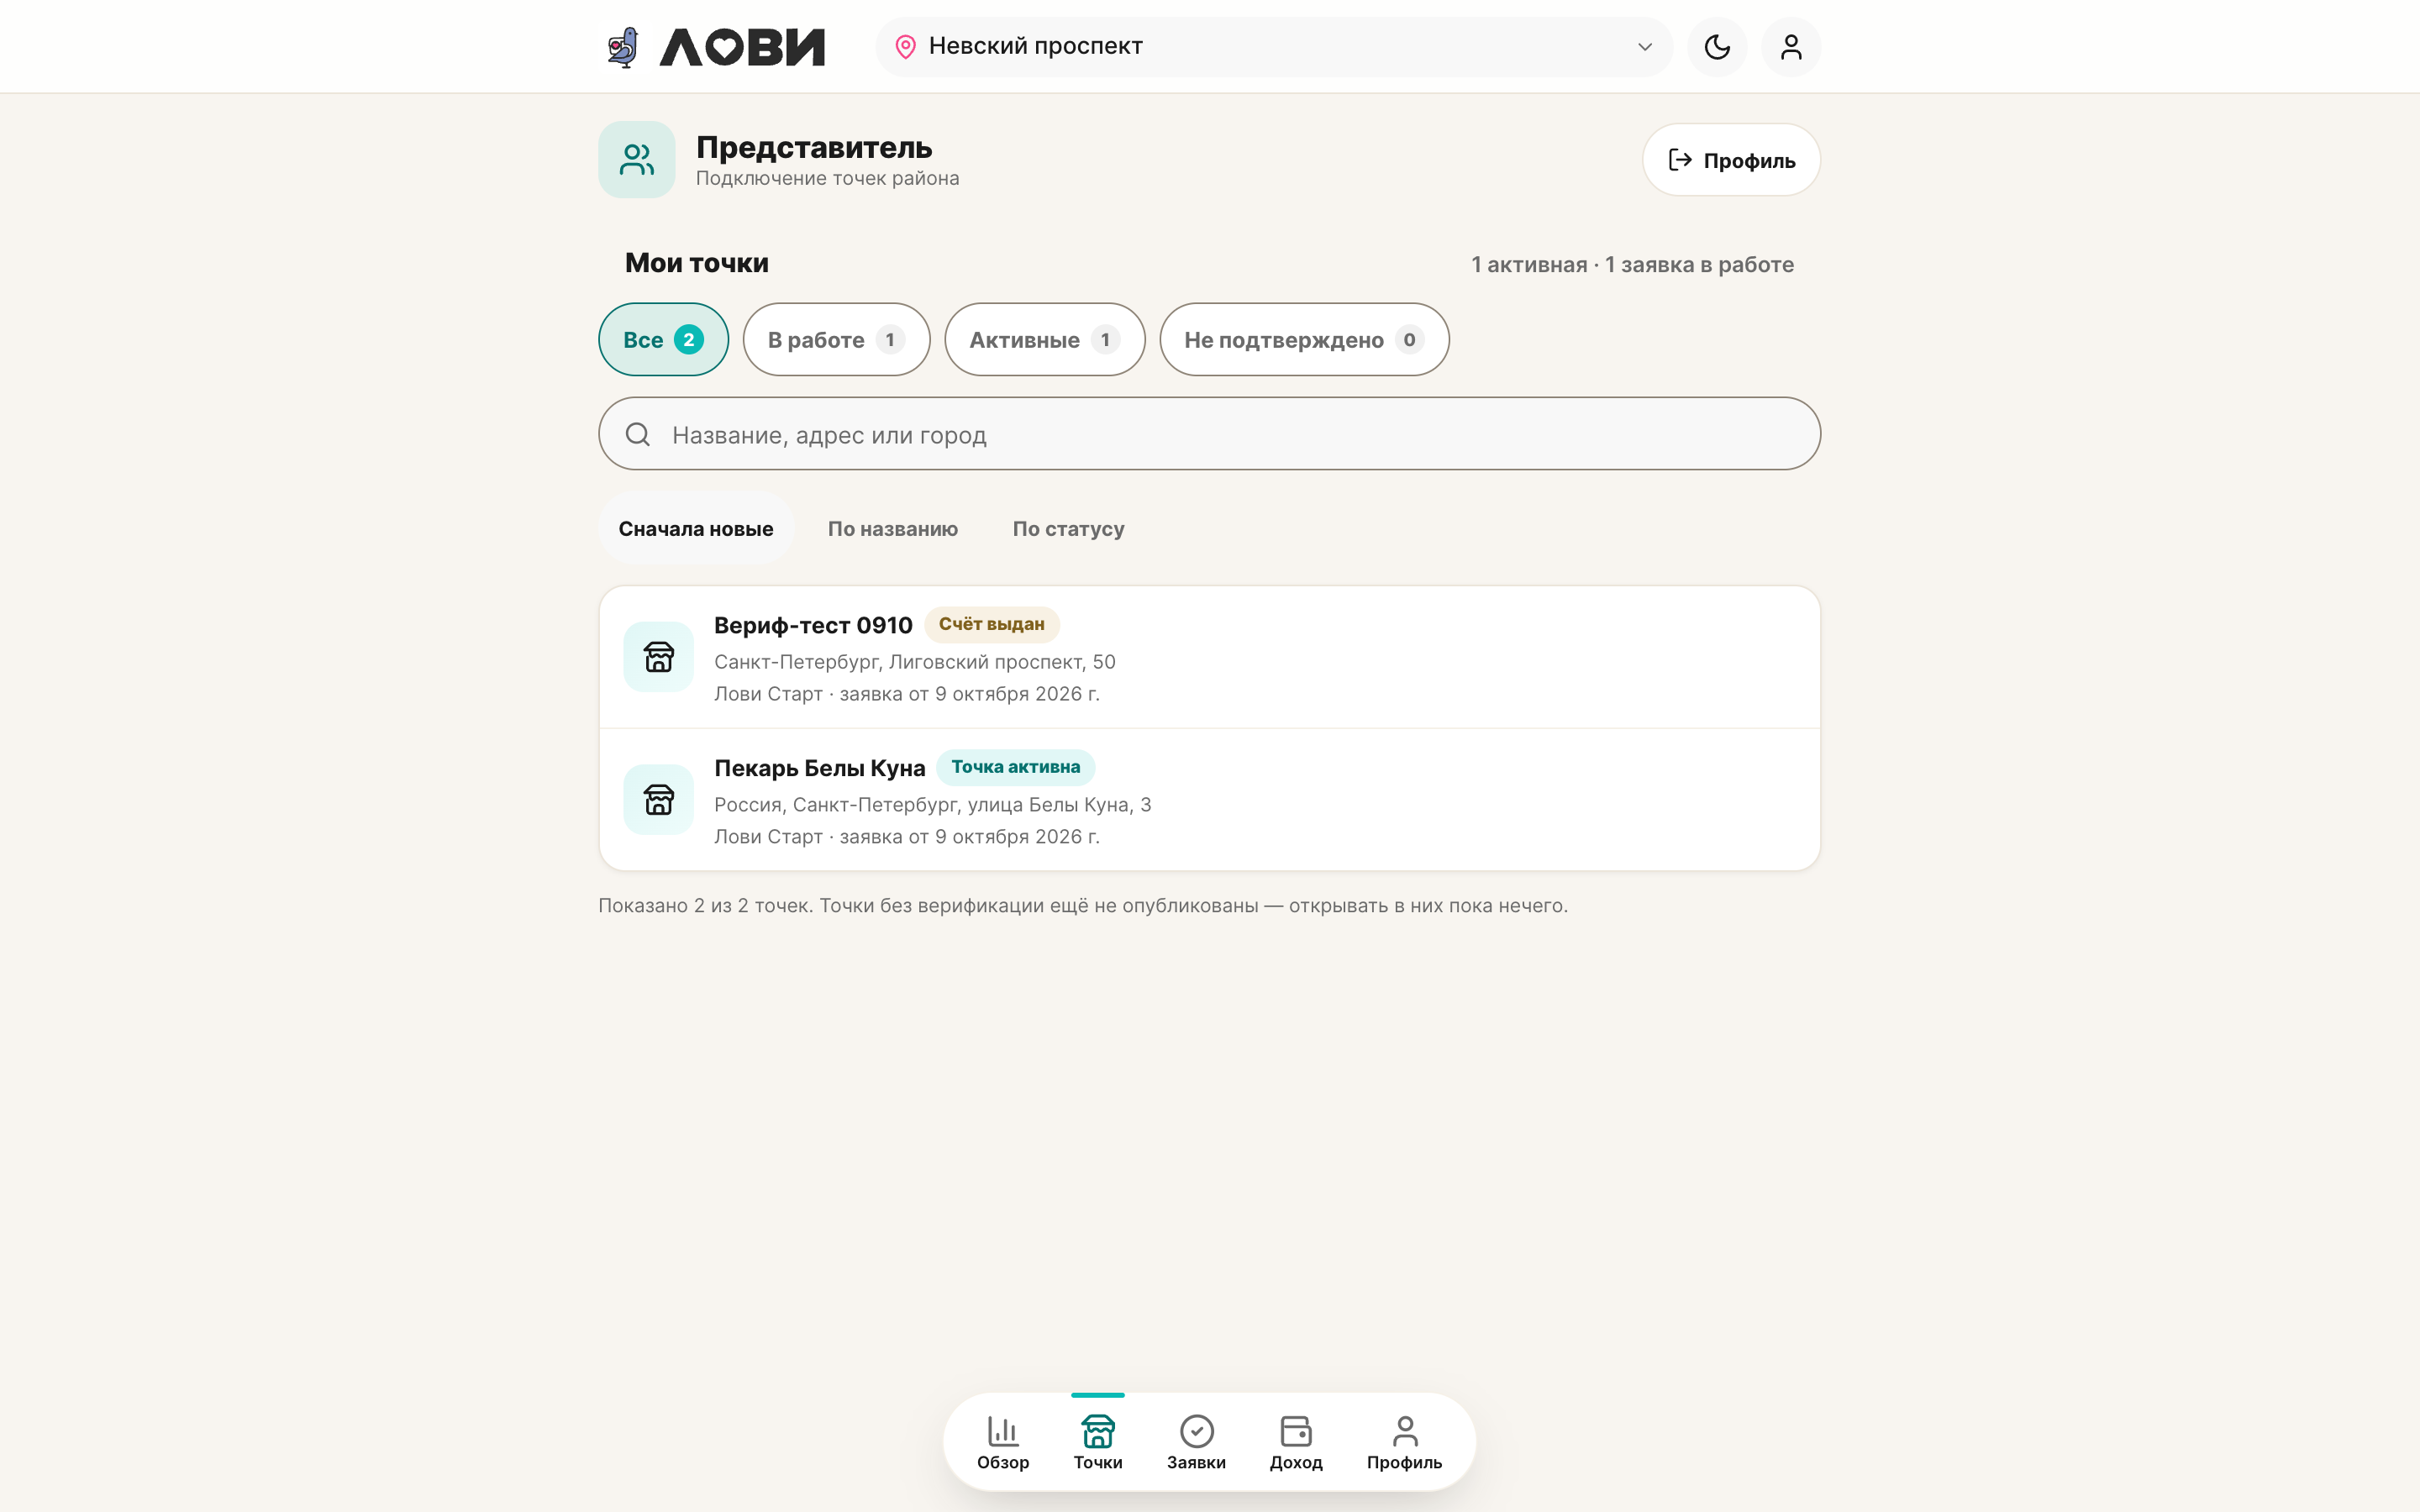 ЛОВИ
Невский проспект
Представитель
Подключение точек района
Профиль
Мои точки
1 активная · 1 заявка в работе
Все 2
В работе 1
Активные 1
Не подтверждено 0
Название, адрес или город
Сначала новые
По названию
По статусу
Вериф-тест 0910 Счёт выдан
Санкт-Петербург, Лиговский проспект, 50
Лови Старт · заявка от 9 октября 2026 г.
Пекарь Белы Куна Точка активна
Россия, Санкт-Петербург, улица Белы Куна, 3
Лови Старт · заявка от 9 октября 2026 г.
Показано 2 из 2 точек. Точки без верификации ещё не опубликованы — открывать в них пока нечего.
Обзор
Точки
Заявки
Доход
Профиль